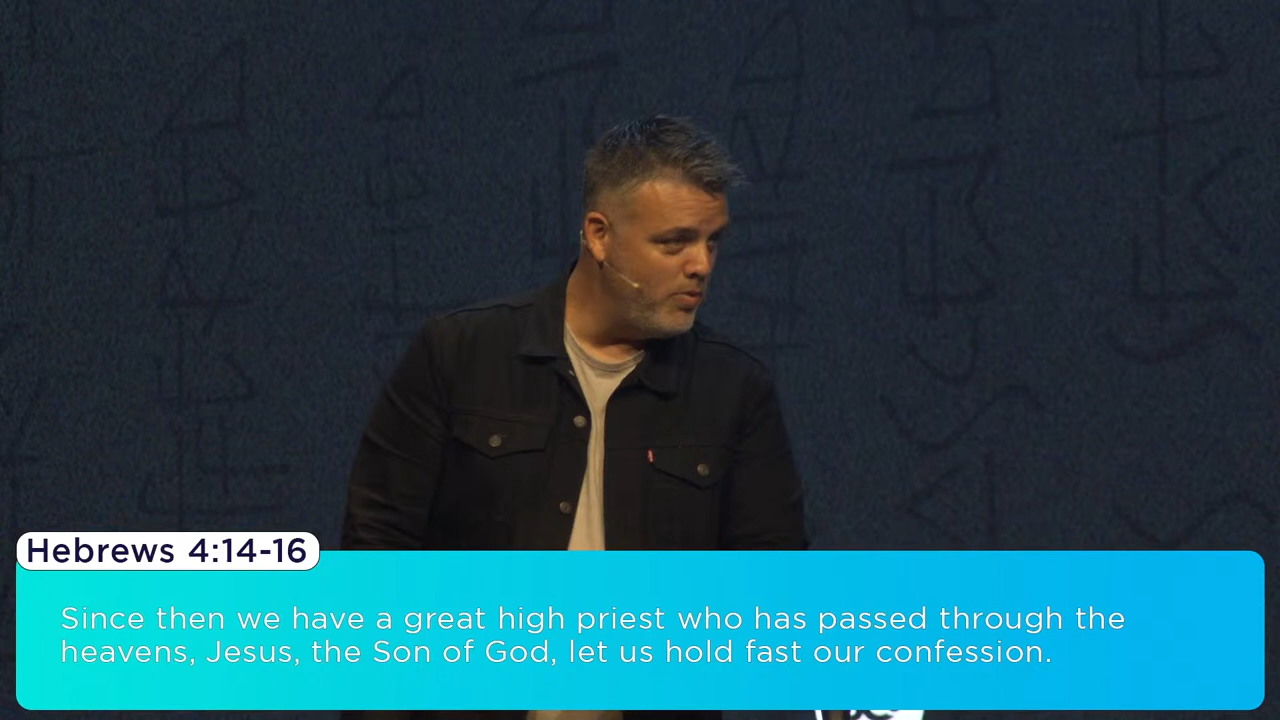 Hebrews 4:14-16
Since then we have a great high priest who has passed through the
heavens, Jesus, the Son of God, let us hold fast our confession.